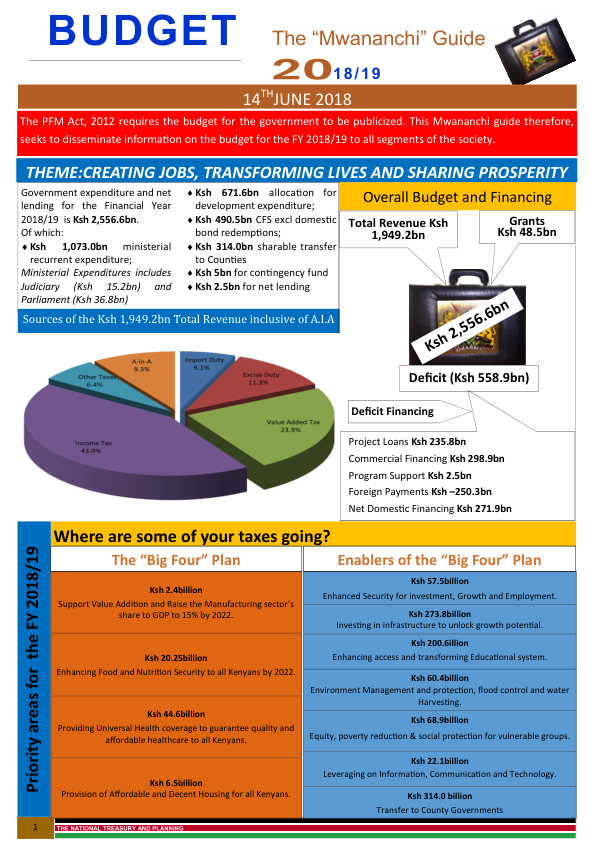 BUDGET
The “Mwananchi” Guide
2018/19
14THJUNE 2018
The PFM Act, 2012 requires the budget for the government to be publicized. This Mwananchi guide therefore,
seeks to disseminate information on the budget for the FY 2018/19 to all segments of the society.
THEME:CREATING JOBS, TRANSFORMING LIVES AND SHARING PROSPERITY
Government expenditure and net
lending for the Financial Year
2018/19 is Ksh 2,556.6bn.
Of which:
♦ Ksh 1,073.0bn ministerial
recurrent expenditure;
Ministerial Expenditures includes
Judiciary (Ksh 15.2bn) and
Parliament (Ksh 36.8bn)
♦ Ksh 671.6bn allocation for
development expenditure;
♦ Ksh 490.5bn CFS excl domestic
bond redemptions;
♦ Ksh 314.0bn sharable transfer
to Counties
♦ Ksh 5bn for contingency fund
♦ Ksh 2.5bn for net lending
Overall Budget and Financing
Total Revenue Ksh
1,949.2bn
Grants
Ksh 48.5bn
Ksh 2,556.6bn
Deficit (Ksh 558.9bn)
Deficit Financing
Project Loans Ksh 235.8bn
Commercial Financing Ksh 298.9bn
Program Support Ksh 2.5bn
Foreign Payments Ksh –250.3bn
Net Domestic Financing Ksh 271.9bn
Sources of the Ksh 1,949.2bn Total Revenue inclusive of A.I.A
Import Duty
6.1%
Excise Duty
11.3%
Value Added Tax
23.9%
Income Tax
43.0%
Other Taxes
6.4%
A-in-A
9.3%
Priority areas for the FY 2018/19
Where are some of your taxes going?
The “Big Four” Plan
Ksh 2.4billion
Support Value Addition and Raise the Manufacturing sector’s
share to GDP to 15% by 2022.
Ksh 20.25billion
Enhancing Food and Nutrition Security to all Kenyans by 2022.
Ksh 44.6billion
Providing Universal Health coverage to guarantee quality and
affordable healthcare to all Kenyans.
Ksh 6.5billion
Provision of Affordable and Decent Housing for all Kenyans.
Enablers of the “Big Four” Plan
Ksh 57.5billion
Enhanced Security for investment, Growth and Employment.
Ksh 273.8billion
Investing in infrastructure to unlock growth potential.
Ksh 200.6illion
Enhancing access and transforming Educational system.
Ksh 60.4billion
Environment Management and protection, flood control and water
Harvesting.
Ksh 68.9billion
Equity, poverty reduction & social protection for vulnerable groups.
Ksh 22.1billion
Leveraging on Information, Communication and Technology.
Ksh 314.0 billion
Transfer to County Governments
1
THE NATIONAL TREASURY AND PLANNING